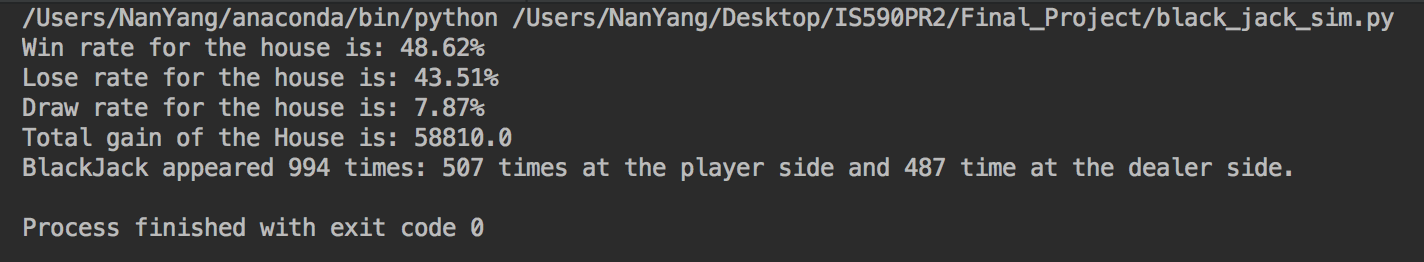 /Users/NanYang/anaconda/bin/python /Users/NanYang/Desktop/IS590PR2/Final_Project/black_jack_sim.py
Win rate for the house is: 48.62%
Lose rate for the house is: 43.51%
Draw rate for the house is: 7.87%
Total gain of the House is: 58810.0
BlackJack appeared 994 times: 507 times at the player side and 487 time at the dealer side.
Process finished with exit code 0